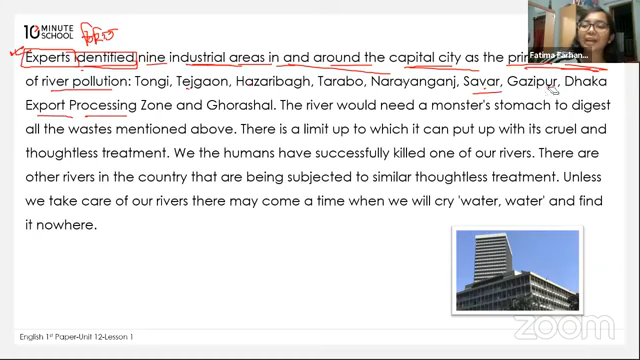 10 MINUTE SCHOOL
Experts identified nine industrial areas in and around the capital city as the
of river pollution: Tongi, Tejgaon, Hazaribagh, Tarabo, Narayanganj, Savar, Gazipur, Dhaka
Export Processing Zone and Ghorashal. The river would need a monster's stomach to digest
all the wastes mentioned above. There is a limit up to which it can put up with its cruel and
thoughtless treatment. We the humans have successfully killed one of our rivers. There are
other rivers in the country that are being subjected to similar thoughtless treatment. Unless
we take care of our rivers there may come a time when we will cry 'water, water' and find
it nowhere.
English 1st Paper-Unit 12-Lesson 1
Fatima Farhan
zoom